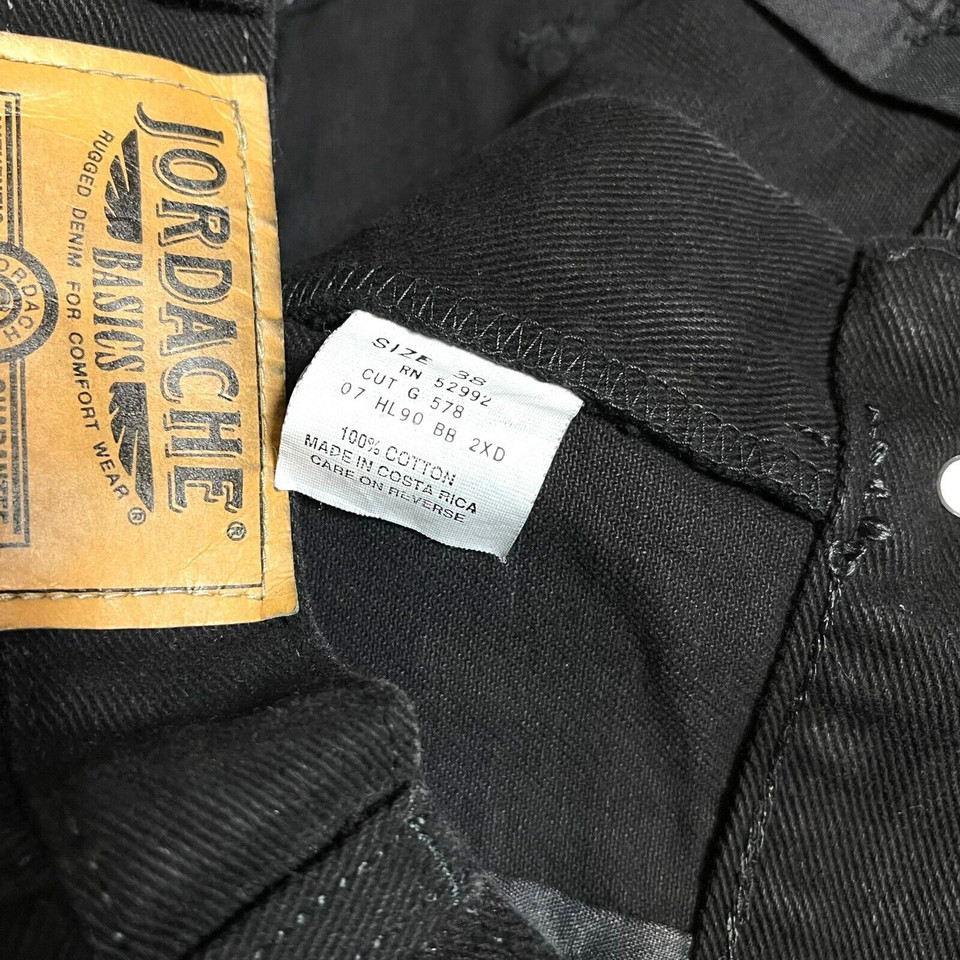 JORDACHE®
BASICS®
RUGGED DENIM FOR COMFORT WEAR
SIZE 38
RN 52992
CUT G 578
07 HL90 BB 2XD
100% COTTON
MADE IN COSTA RICA
CARE ON REVERSE